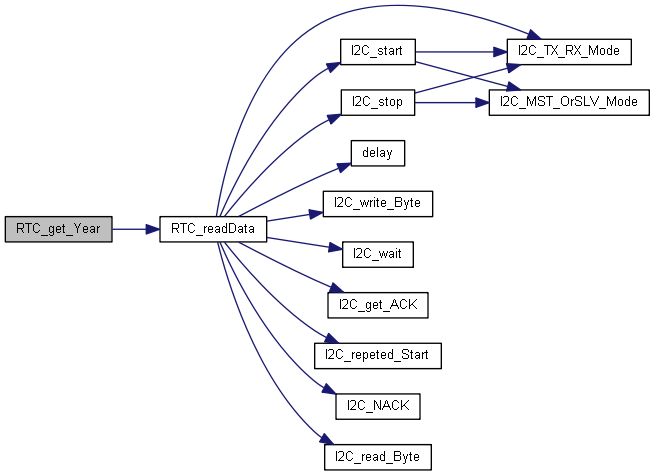 I2C_start
I2C_TX_RX_Mode
I2C_stop
I2C_MST_OrSLV_Mode
delay
I2C_write_Byte
RTC_get_Year
RTC_readData
I2C_wait
I2C_get_ACK
I2C_repeted_Start
I2C_NACK
I2C_read_Byte